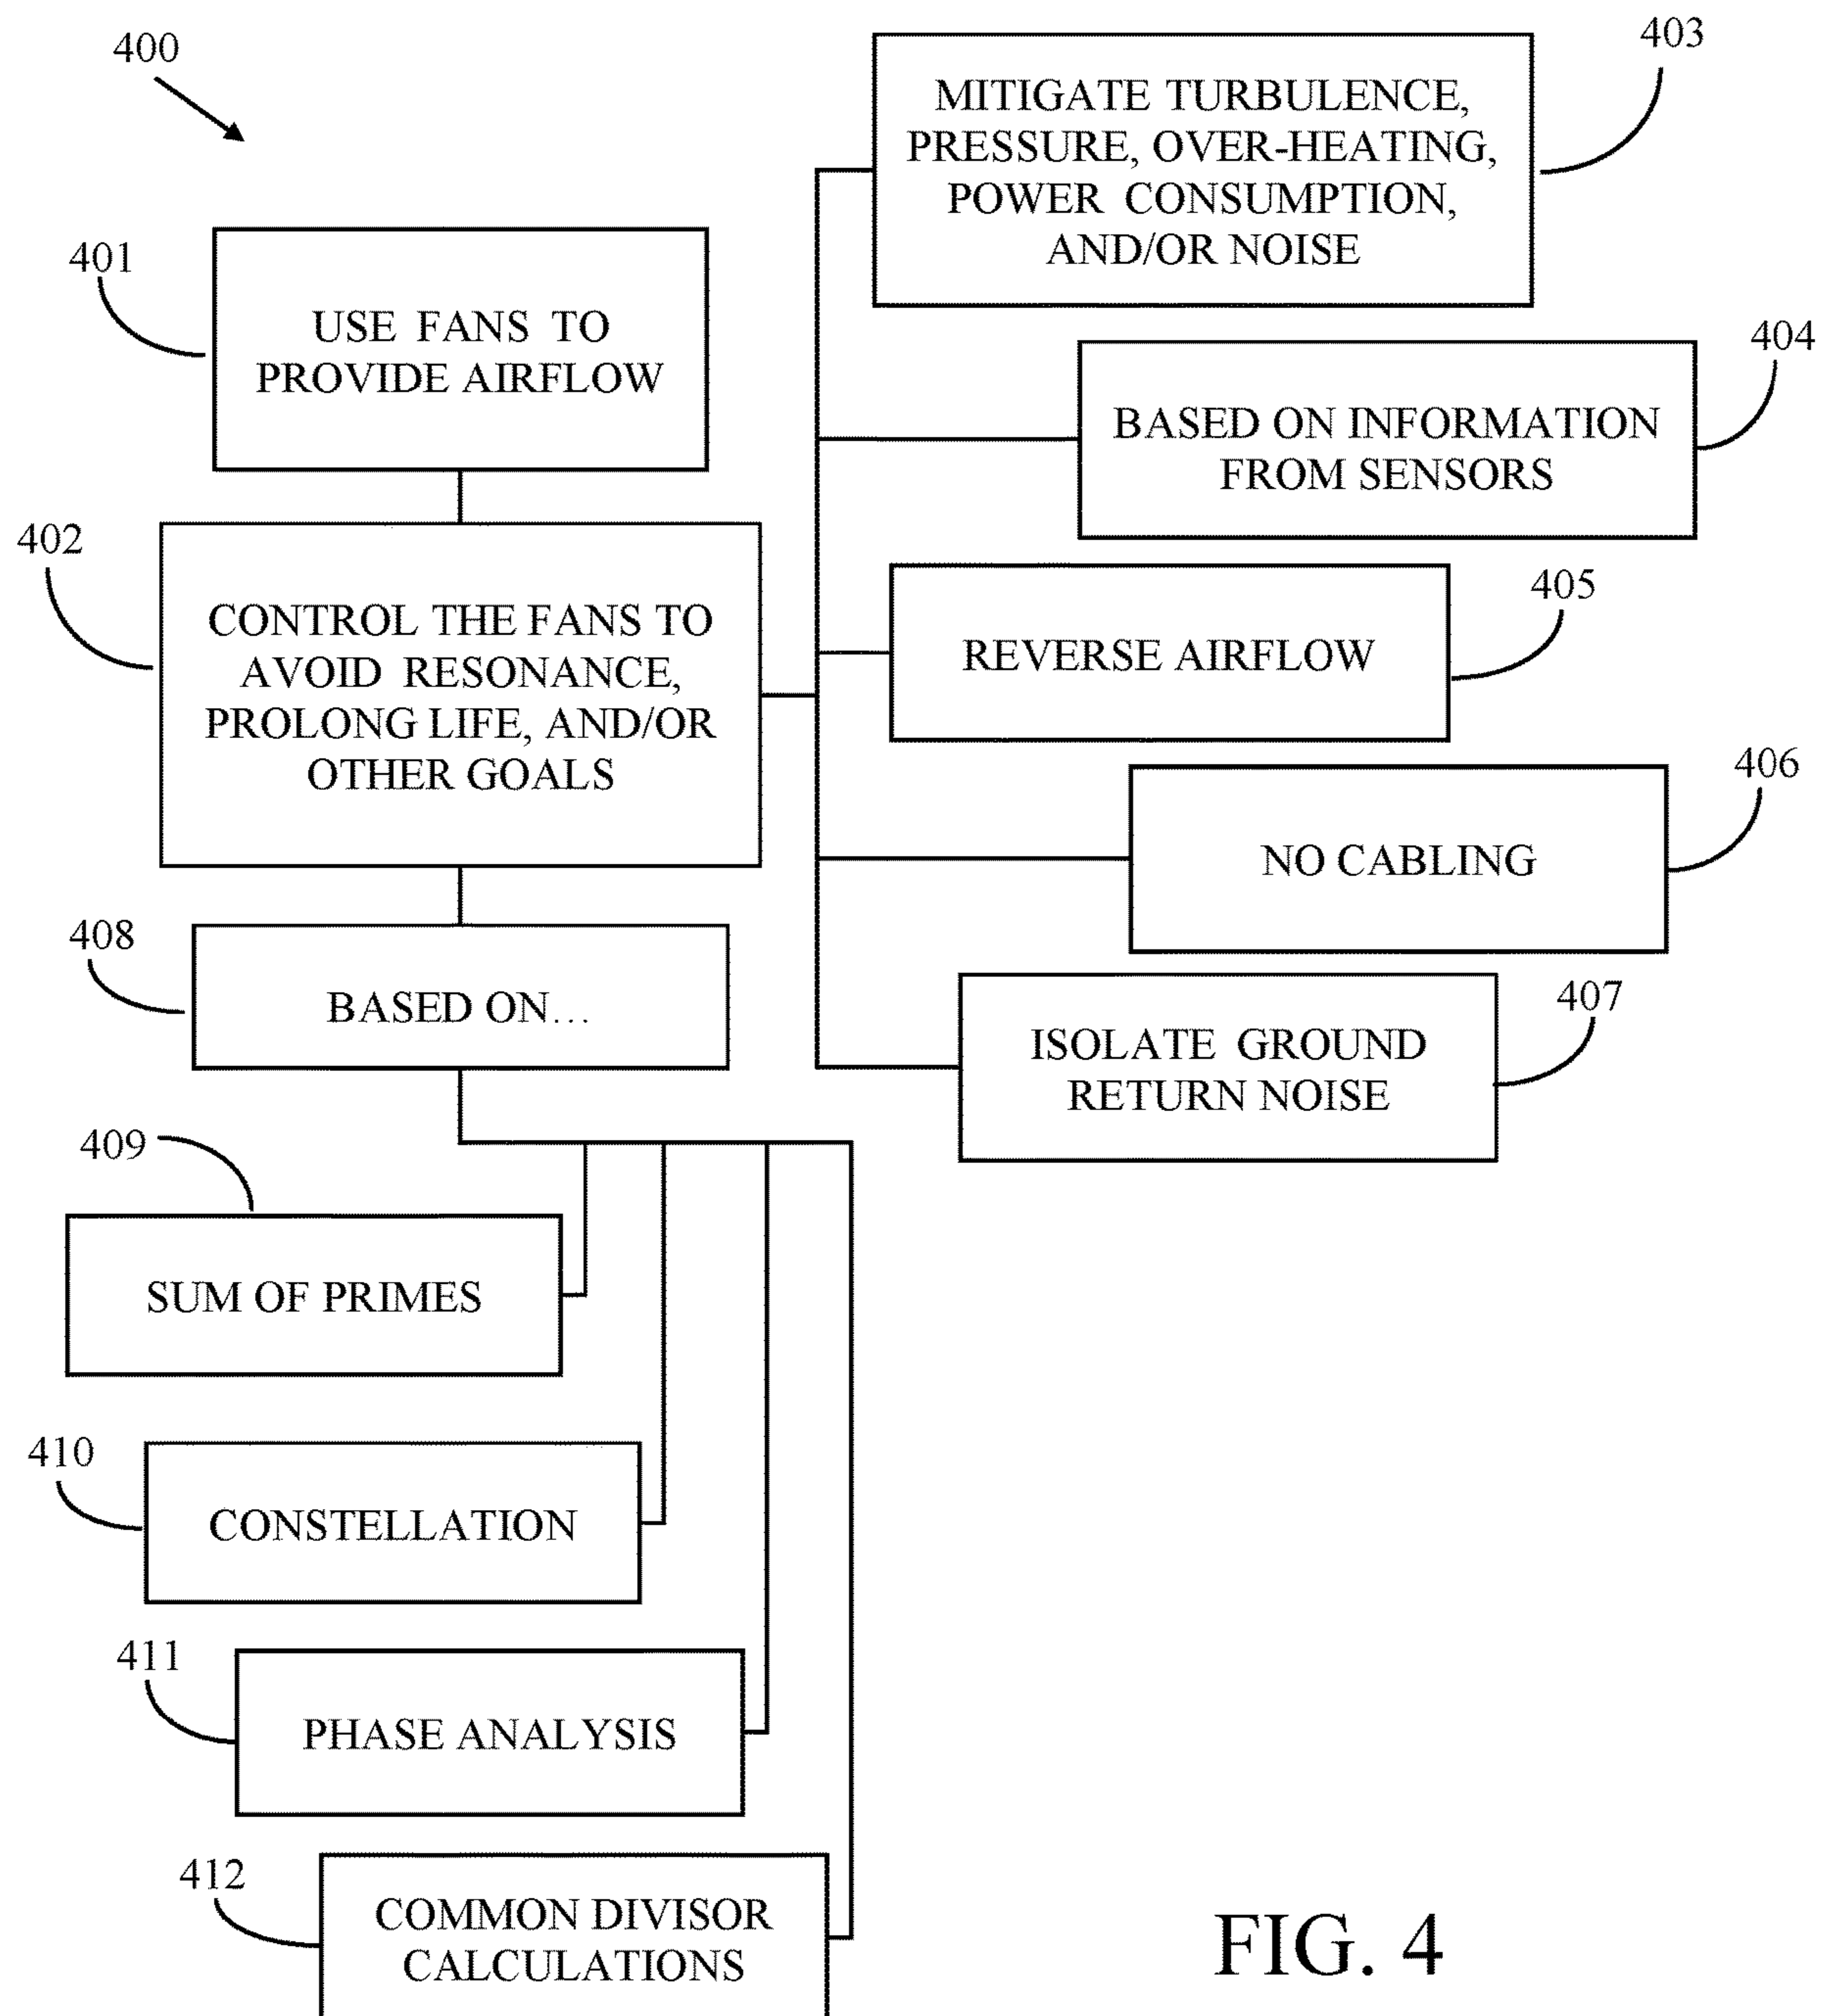 400
401
USE FANS TO
PROVIDE AIRFLOW
402
CONTROL THE FANS TO
AVOID RESONANCE,
PROLONG LIFE, AND/OR
OTHER GOALS
403
MITIGATE TURBULENCE,
PRESSURE, OVER-HEATING,
POWER CONSUMPTION,
AND/OR NOISE
404
BASED ON INFORMATION
FROM SENSORS
405
REVERSE AIRFLOW
406
NO CABLING
407
ISOLATE GROUND
RETURN NOISE
408
BASED ON...
409
SUM OF PRIMES
410
CONSTELLATION
411
PHASE ANALYSIS
412
COMMON DIVISOR
CALCULATIONS
FIG. 4